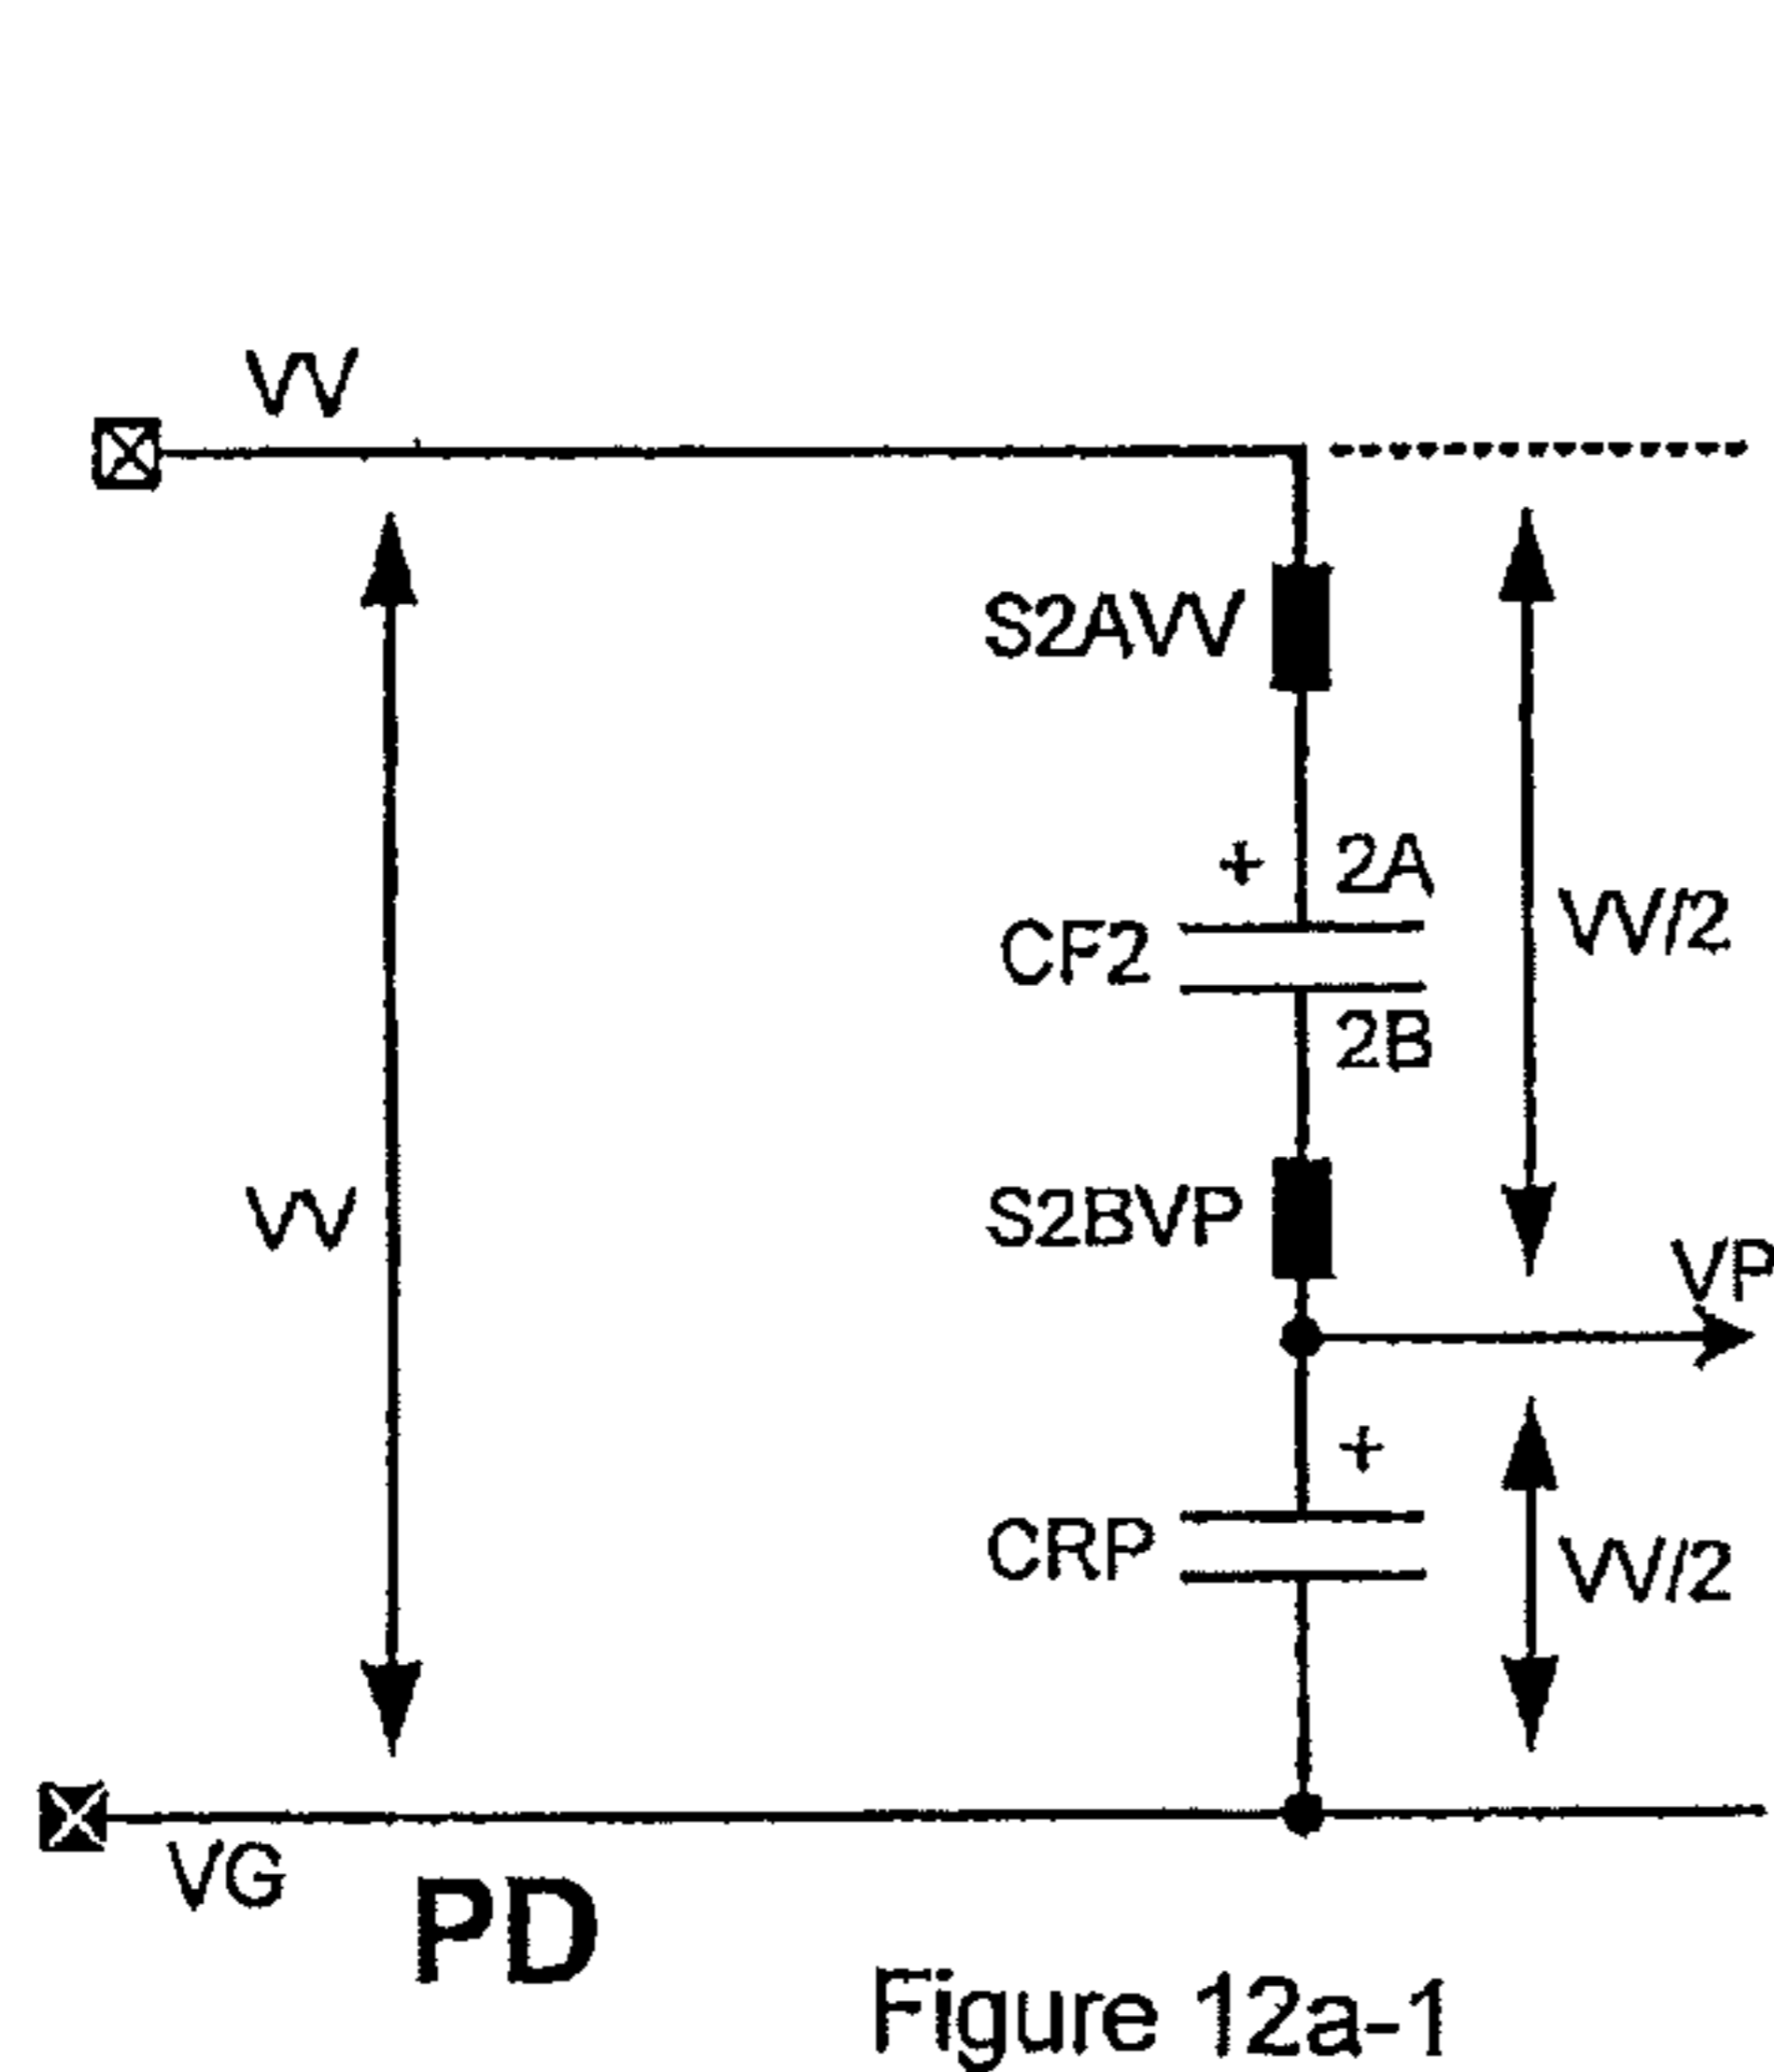 VV
S2AVV
+ 2A
CF2
VV/2
2B
VV
S2BVP
VP
+
CRP
VV/2
VG
PD
Figure 12a-1